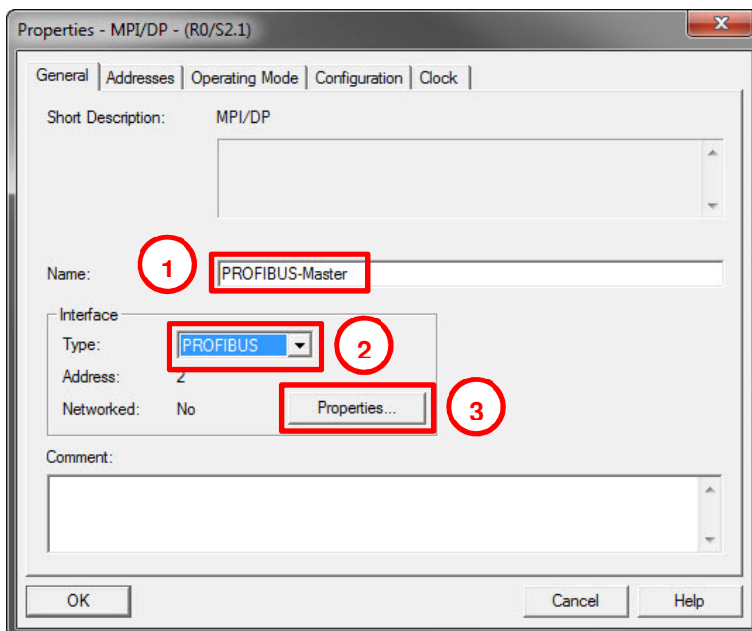 Properties - MPI/DP - (R0/S2.1)
General Addresses Operating Mode Configuration Clock
Short Description: MPI/DP
Name: 1 PROFIBUS-Master
Interface
Type: PROFIBUS 2
Address: 2
Networked: No Properties... 3
Comment:
OK Cancel Help